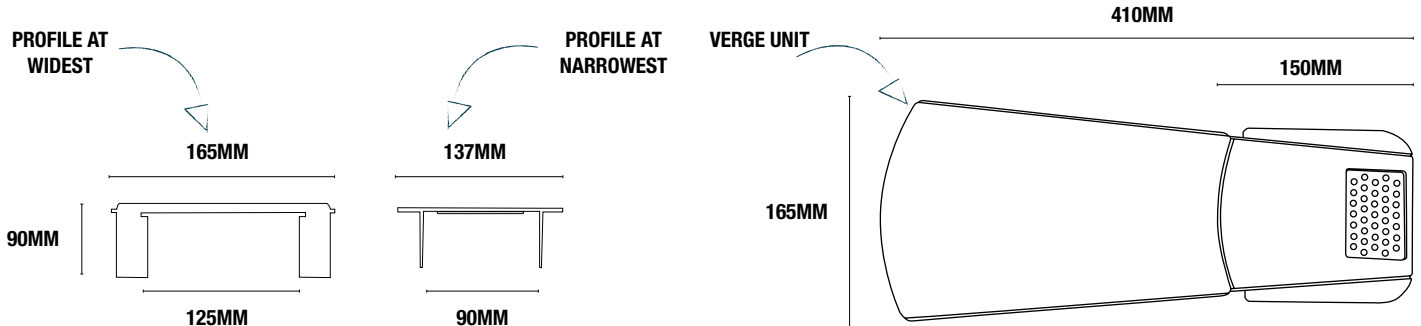 PROFILE AT
WIDEST
165MM
90MM
125MM
PROFILE AT
NARROWEST
137MM
90MM
VERGE UNIT
410MM
150MM
165MM